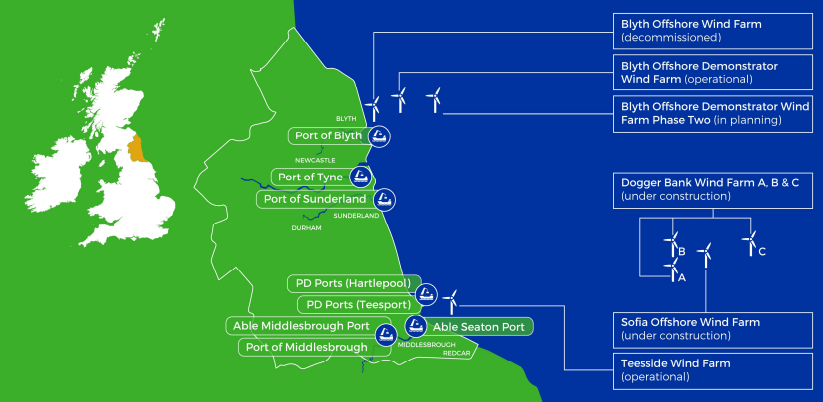 Blyth Offshore Wind Farm
(decommissioned)
Blyth Offshore Demonstrator
Wind Farm (operational)
Blyth Offshore Demonstrator Wind
Farm Phase Two (in planning)
BLYTH
Port of Blyth
NEWCASTLE
Port of Tyne
Port of Sunderland
SUNDERLAND
DURHAM
Dogger Bank Wind Farm A, B & C
(under construction)
B
C
A
PD Ports (Hartlepool)
PD Ports (Teesport)
Able Middlesbrough Port
Able Seaton Port
Port of Middlesbrough
MIDDLESBROUGH
REDCAR
Sofia Offshore Wind Farm
(under construction)
Teesside Wind Farm
(operational)